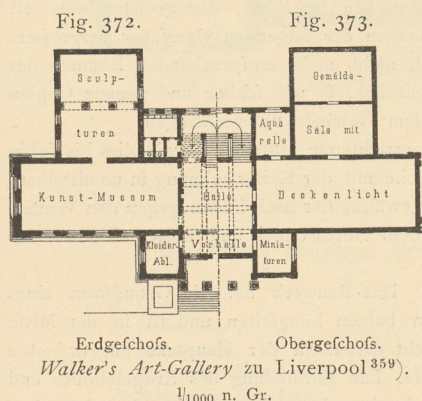 Fig. 372. Fig. 373.
Sculp-
turen
Kunst-Museum
Kleider-
Abl.
Halle
Vorhalle
Aqua
relle
Gemälde-
Säle mit
Deckenlicht
Minia-
turen
Erdgeſchoſs. Obergeſchoſs.
Walker's Art-Gallery zu Liverpool 359).
1/1000 n. Gr.